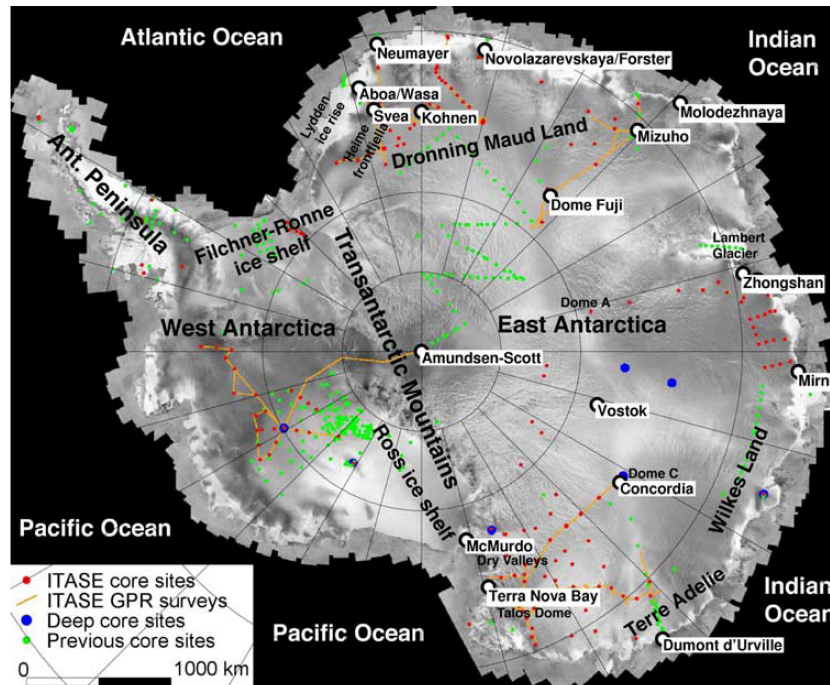 Atlantic Ocean
Indian
Ocean
Neumayer
Novolazarevskaya/Forster
Aboa/Wasa
Svea
Kohnen
Molodezhnaya
Lydden
ice rise
Heime
frontfjella
Mizuho
Dronning Maud Land
Ant. Peninsula
Dome Fuji
Filchner-Ronne
ice shelf
Lambert
Glacier
Zhongshan
Transantarctic Mountains
Dome A
West Antarctica
East Antarctica
Amundsen-Scott
Mirn
Vostok
Ross ice shelf
Wilkes Land
Dome C
Concordia
Pacific Ocean
McMurdo
Dry Valleys
Terra Nova Bay
Talos Dome
Terre Adelie
Indian
Ocean
Dumont d'Urville
Pacific Ocean
ITASE core sites
ITASE GPR surveys
Deep core sites
Previous core sites
0 1000 km